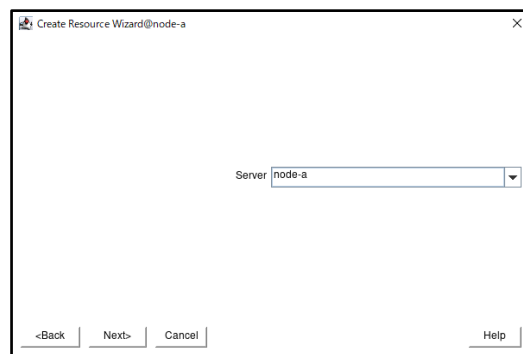 Create Resource Wizard@node-a
Server node-a
<Back Next> Cancel Help